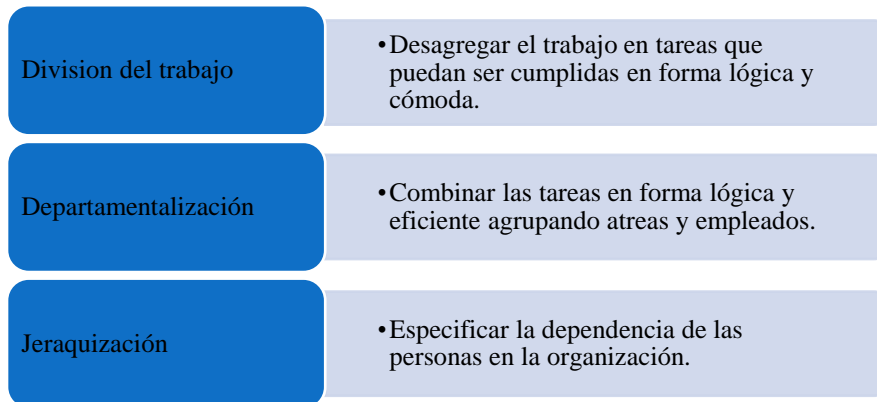 Division del trabajo
•Desagregar el trabajo en tareas que
puedan ser cumplidas en forma lógica y
cómoda.
Departamentalización
•Combinar las tareas en forma lógica y
eficiente agrupando atreas y empleados.
Jeraquización
•Especificar la dependencia de las
personas en la organización.